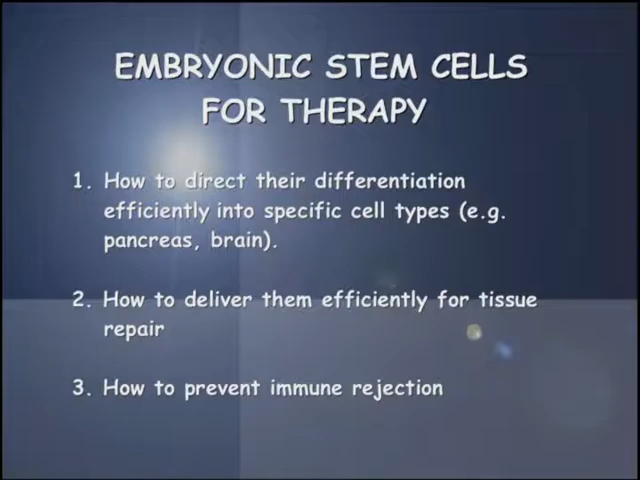 EMBRYONIC STEM CELLS
FOR THERAPY
1. How to direct their differentiation
efficiently into specific cell types (e.g.
pancreas, brain).
2. How to deliver them efficiently for tissue
repair
3. How to prevent immune rejection